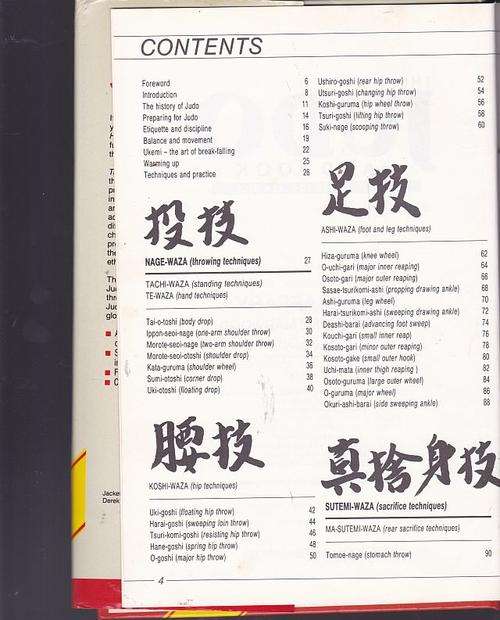 CONTENTS
Foreword 6
Introduction 8
The history of Judo 11
Preparing for Judo 14
Etiquette and discipline 16
Balance and movement 19
Ukemi – the art of break-falling 22
Warming up 25
Techniques and practice 26
投技
NAGE-WAZA (throwing techniques) 27
TACHI-WAZA (standing techniques)
TE-WAZA (hand techniques)
Tai-o-toshi (body drop) 28
Ippon-seoi-nage (one-arm shoulder throw) 30
Morote-seoi-nage (two-arm shoulder throw) 32
Morote-seoi-otoshi (shoulder drop) 34
Kata-guruma (shoulder wheel) 36
Sumi-otoshi (corner drop) 38
Uki-otoshi (floating drop) 40
腰技
KOSHI-WAZA (hip techniques)
Uki-goshi (floating hip throw) 42
Harai-goshi (sweeping loin throw) 44
Tsuri-komi-goshi (resisting hip throw) 46
Hane-goshi (spring hip throw) 48
O-goshi (major hip throw) 50
Ushiro-goshi (rear hip throw) 52
Utsuri-goshi (changing hip throw) 54
Koshi-guruma (hip wheel throw) 56
Tsuri-goshi (lifting hip throw) 58
Suki-nage (scooping throw) 60
足技
ASHI-WAZA (foot and leg techniques)
Hiza-guruma (knee wheel) 62
O-uchi-gari (major inner reaping) 64
Osoto-gari (major outer reaping) 66
Sasae-tsurikomi-ashi (propping drawing ankle) 68
Ashi-guruma (leg wheel) 70
Harai-tsurikomi-ashi (sweeping drawing ankle) 72
Deashi-barai (advancing foot sweep) 74
Kouchi-gari (small inner reap) 76
Kosoto-gari (minor outer reaping) 78
Kosoto-gake (small outer hook) 80
Uchi-mata (inner thigh reaping) 82
Osoto-guruma (large outer wheel) 84
O-guruma (major wheel) 86
Okuri-ashi-barai (side sweeping ankle) 88
真捨身技
SUTEMI-WAZA (sacrifice techniques)
MA-SUTEMI-WAZA (rear sacrifice techniques)
Tomoe-nage (stomach throw) 90
4
Jacke
Derek